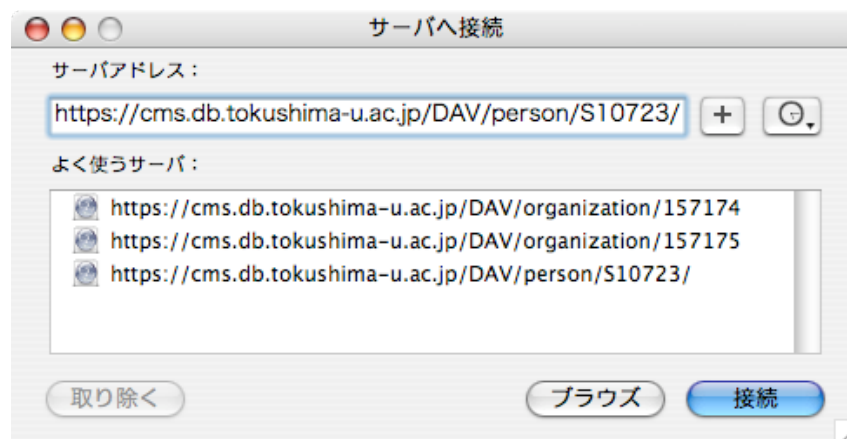 サーバへ接続
サーバアドレス：
https://cms.db.tokushima-u.ac.jp/DAV/person/S10723/
よく使うサーバ：
https://cms.db.tokushima-u.ac.jp/DAV/organization/157174
https://cms.db.tokushima-u.ac.jp/DAV/organization/157175
https://cms.db.tokushima-u.ac.jp/DAV/person/S10723/
取り除く ブラウズ 接続